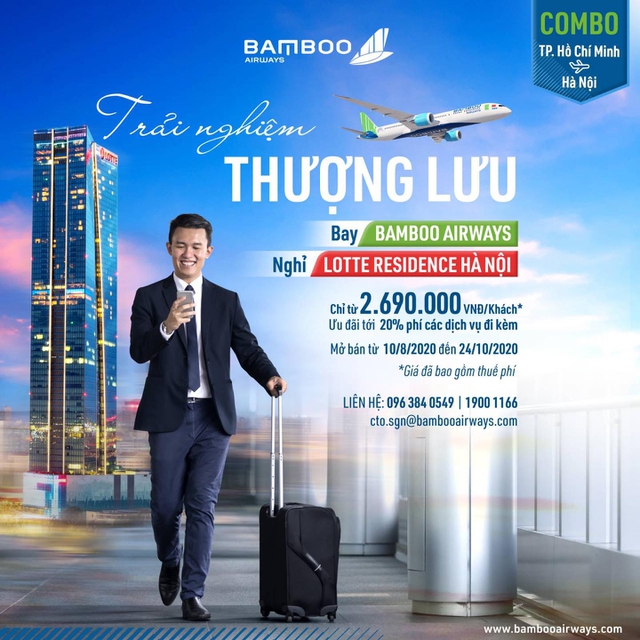 BAMBOO
AIRWAYS
COMBO
TP. Hồ Chí Minh
Hà Nội
Trải nghiệm
THƯỢNG LƯU
Bay BAMBOO AIRWAYS
Nghỉ LOTTE RESIDENCE HÀ NỘI
Chỉ từ 2.690.000 VNĐ/Khách*
Ưu đãi tới 20% phí các dịch vụ đi kèm
Mở bán từ 10/8/2020 đến 24/10/2020
*Giá đã bao gồm thuế phí
LIÊN HỆ: 096 384 0549 | 1900 1166
cto.sgn@bambooairways.com
www.bambooairways.com